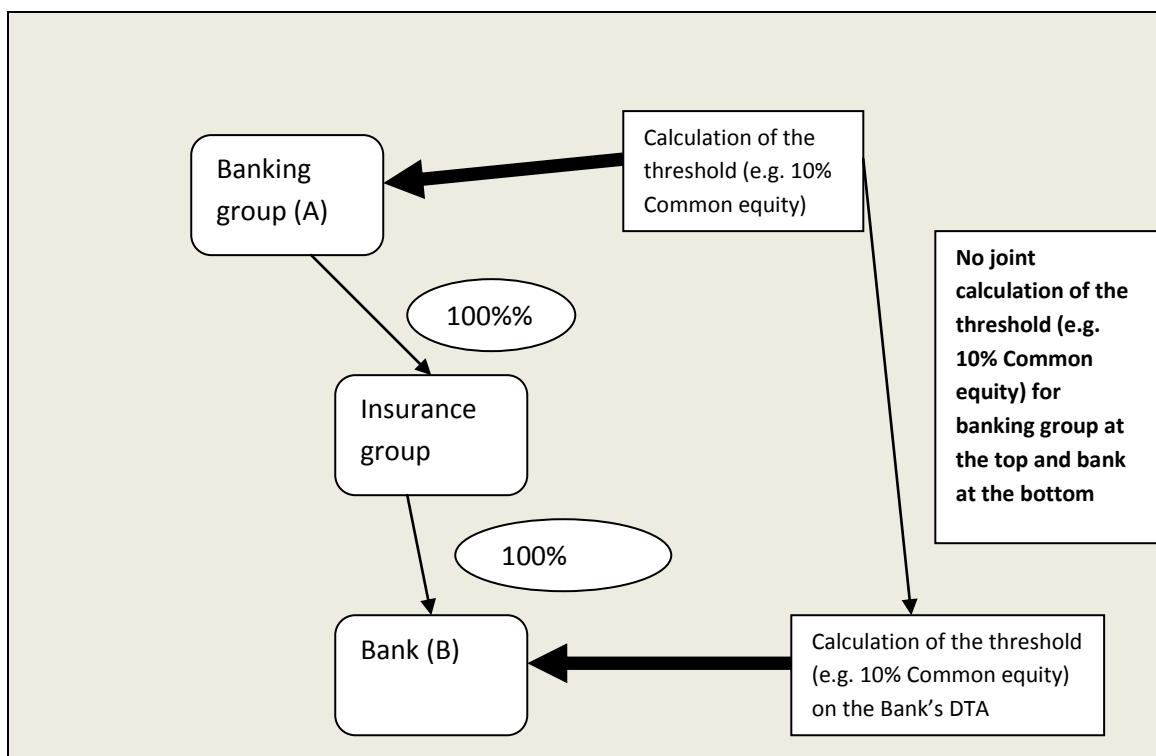 Banking
group (A)
Calculation of the
threshold (e.g. 10%
Common equity)
No joint
calculation of the
threshold (e.g.
10% Common
equity) for
banking group at
the top and bank
at the bottom
100%%
Insurance
group
100%
Bank (B)
Calculation of the threshold
(e.g. 10% Common equity)
on the Bank’s DTA